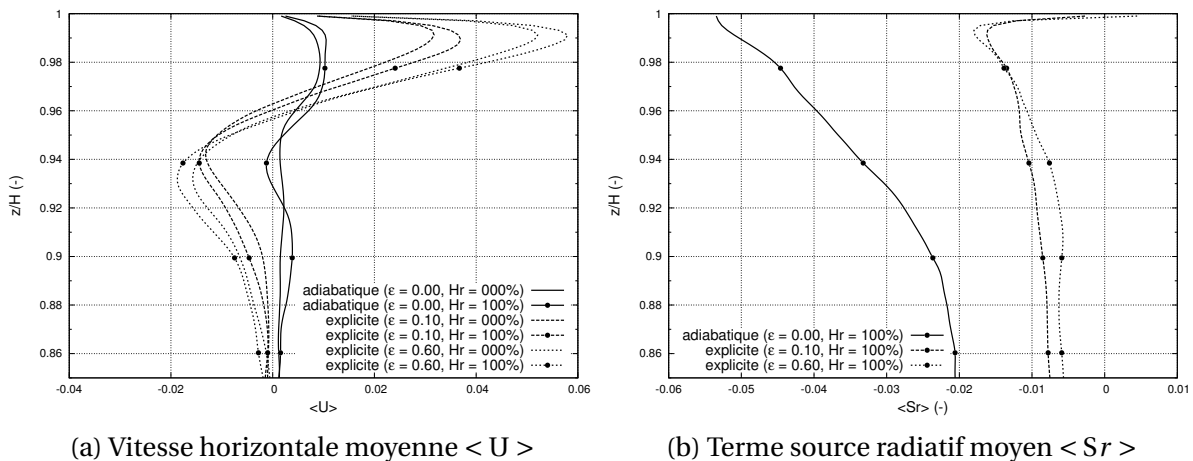 1
0.98
0.96
0.94
0.92
0.9
0.88
0.86
z/H (-)
-0.04
-0.02
0
0.02
0.04
0.06
<U>
adiabatique (ε = 0.00, Hr = 000%)
adiabatique (ε = 0.00, Hr = 100%)
explicite (ε = 0.10, Hr = 000%)
explicite (ε = 0.10, Hr = 100%)
explicite (ε = 0.60, Hr = 000%)
explicite (ε = 0.60, Hr = 100%)
(a) Vitesse horizontale moyenne < U >
1
0.98
0.96
0.94
0.92
0.9
0.88
0.86
z/H (-)
-0.06
-0.05
-0.04
-0.03
-0.02
-0.01
0
0.01
<Sr> (-)
adiabatique (ε = 0.00, Hr = 100%)
explicite (ε = 0.10, Hr = 100%)
explicite (ε = 0.60, Hr = 100%)
(b) Terme source radiatif moyen < Sr >